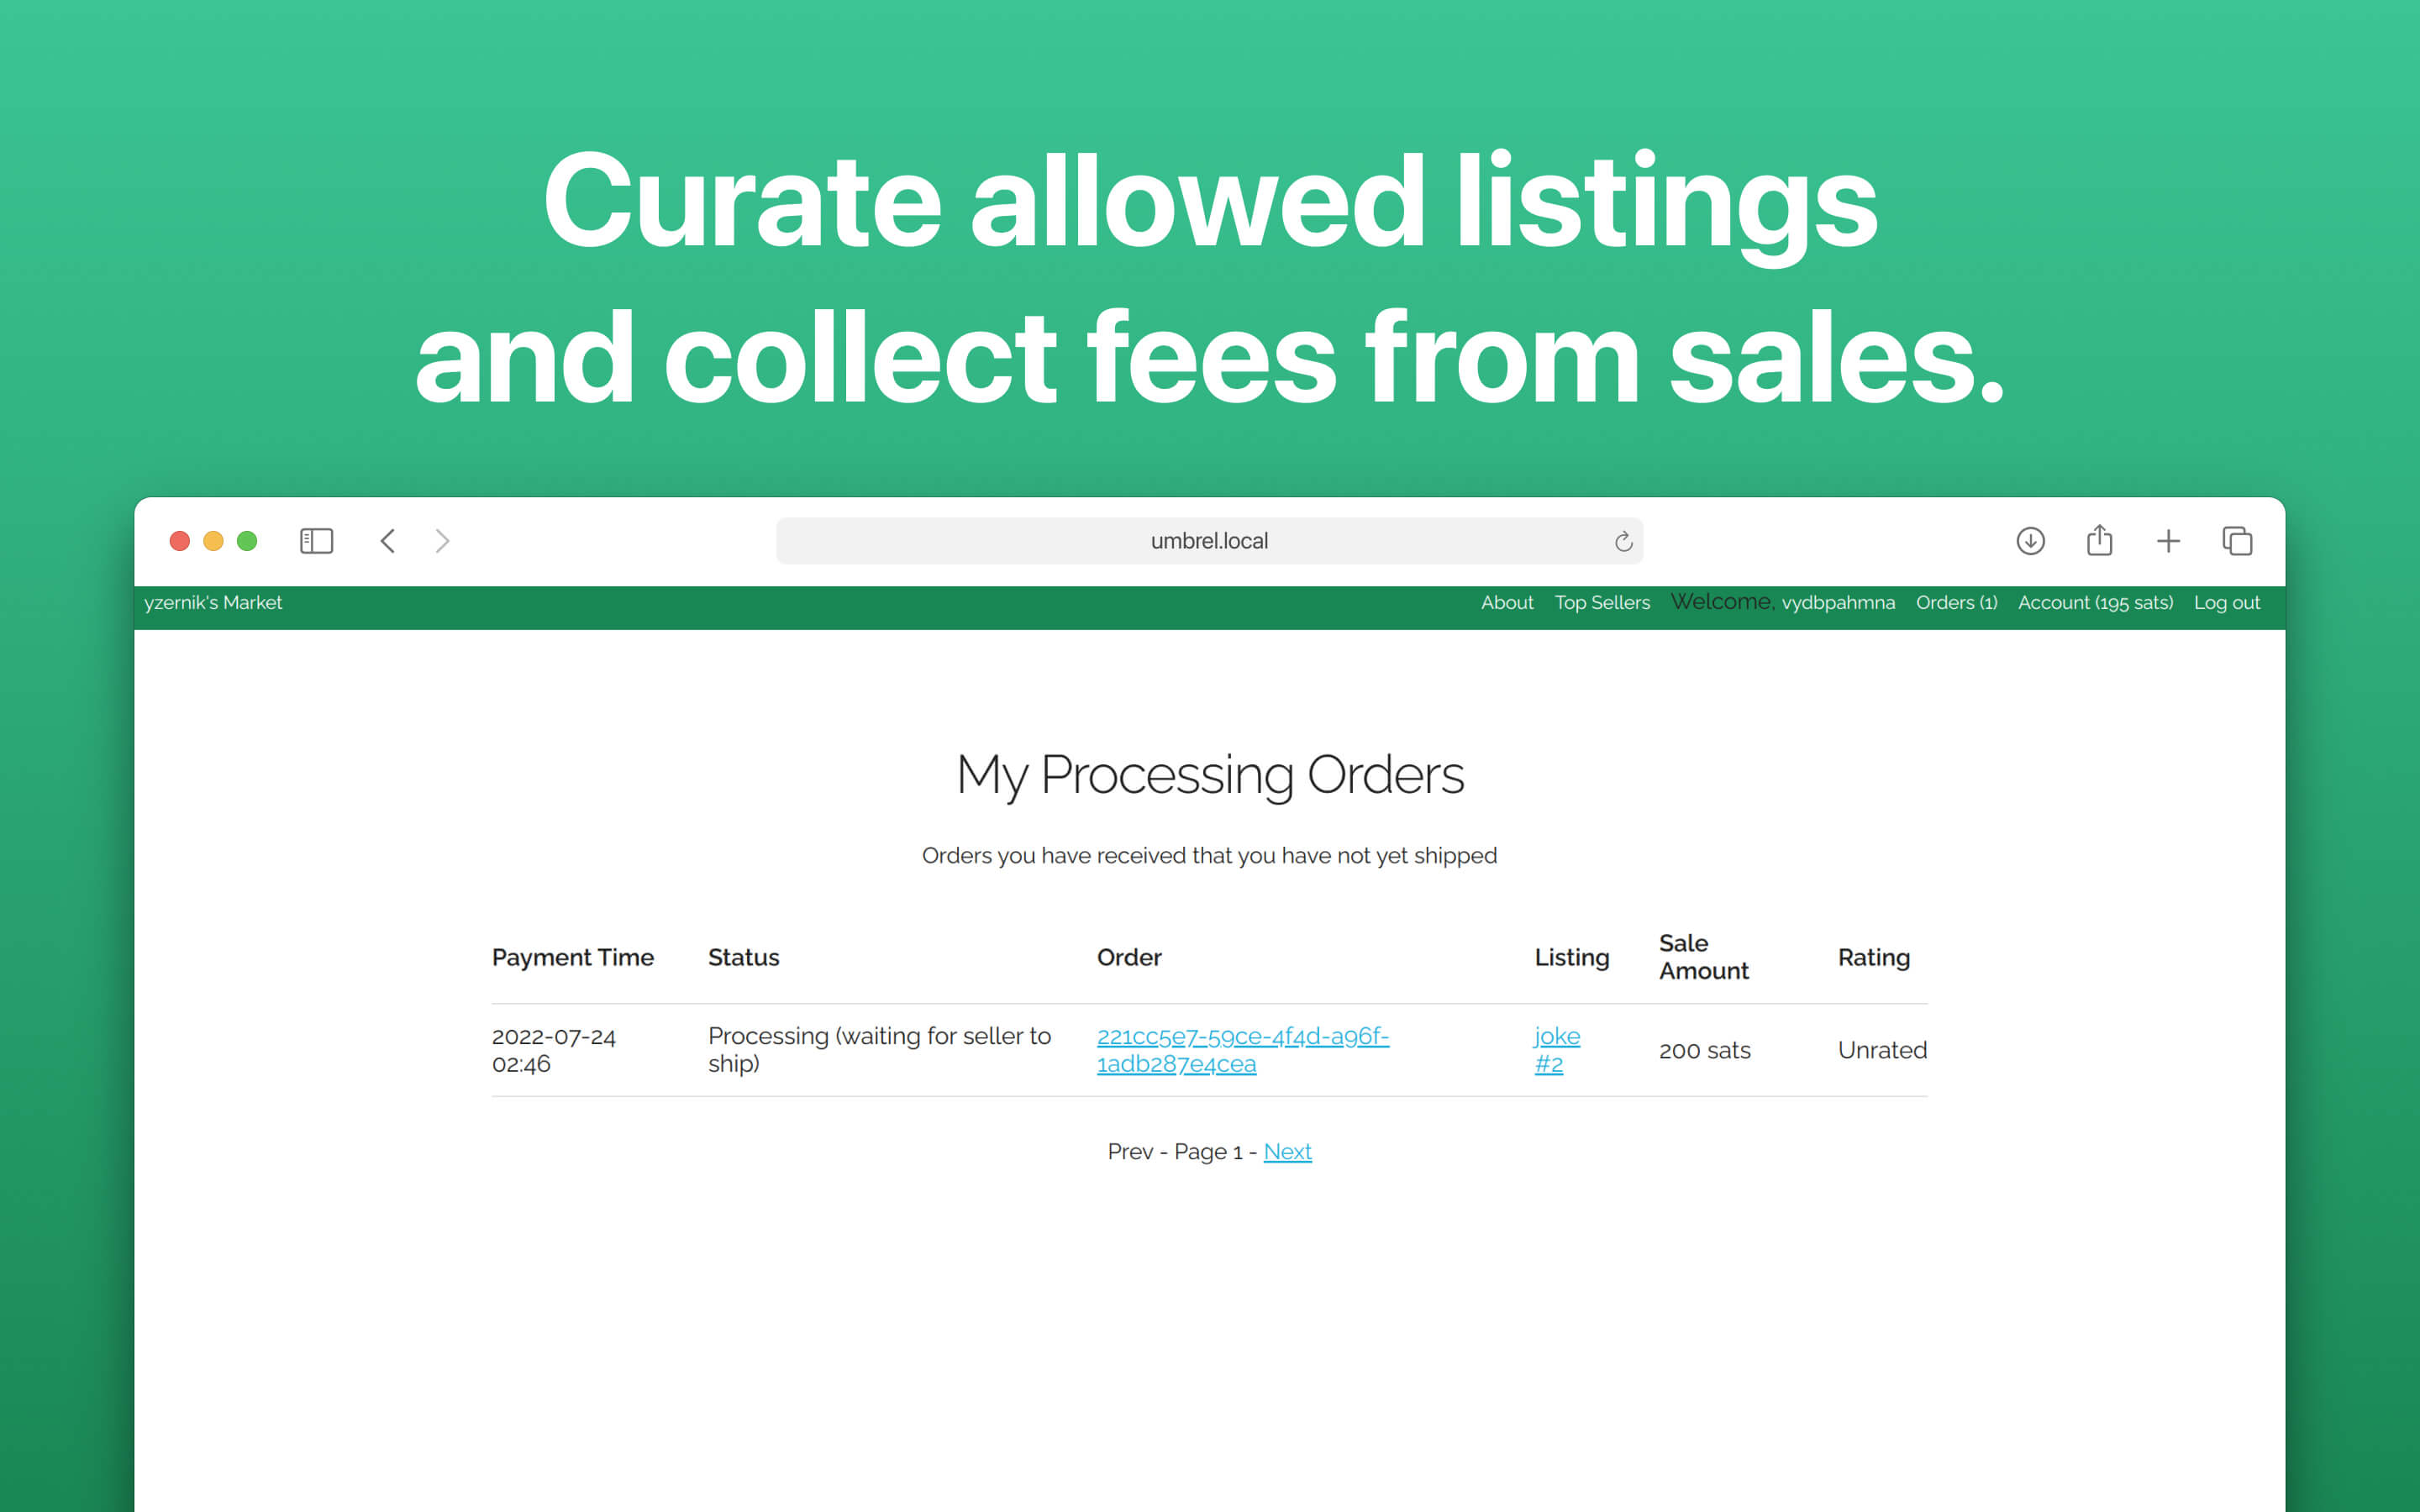 Curate allowed listings
and collect fees from sales.
umbrel.local
yzernik's Market About Top Sellers Welcome, vydbpahmna Orders (1) Account (195 sats) Log out
My Processing Orders
Orders you have received that you have not yet shipped
Payment Time Status Order Listing Sale Amount Rating
2022-07-24 02:46 Processing (waiting for seller to ship) 221cc5e7-59ce-4f4d-a96f-1adb287e4cea joke #2 200 sats Unrated
Prev - Page 1 - Next